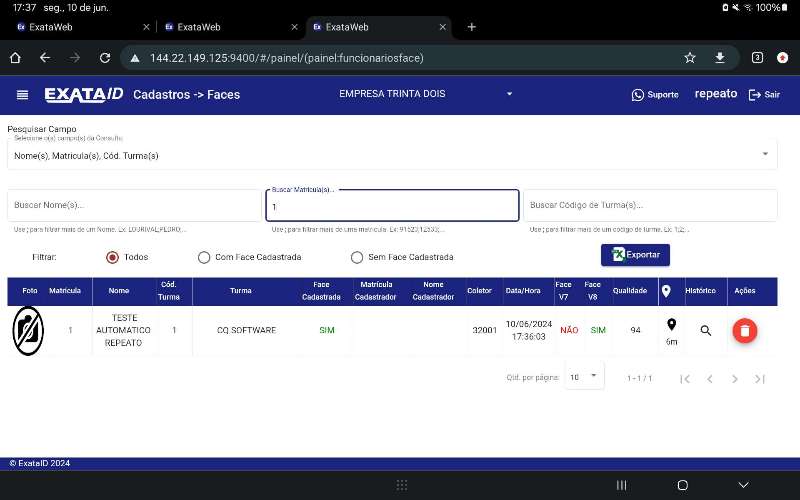 17:37 seg., 10 de jun. 100%
ExataWeb
ExataWeb
ExataWeb
144.22.149.125:9400/#/painel/(painel:funcionariosface)
3
EXATAID Cadastros -> Faces EMPRESA TRINTA DOIS Suporte repeato Sair
Pesquisar Campo
Selecione o(s) campo(s) da Consulta
Nome(s), Matricula(s), Cód. Turma(s)
Buscar Nome(s)...
Buscar Matricula(s)...
1
Buscar Código de Turma(s)...
Use ; para filtrar mais de um Nome. Ex: LOURIVAL;PEDRO;...
Use ; para filtrar mais de uma matricula. Ex: 91623;12533;...
Use ; para filtrar mais de um código de turma. Ex: 1;2;...
Filtrar: Todos Com Face Cadastrada Sem Face Cadastrada Exportar
Foto Matrícula Nome Cód. Turma Turma Face Cadastrada Matrícula Cadastrador Nome Cadastrador Coletor Data/Hora Face V7 Face V8 Qualidade Histórico Ações
1 TESTE AUTOMATICO REPEATO 1 CQ.SOFTWARE SIM 32001 10/06/2024 17:36:03 NÃO SIM 94 6m
Qtd. por página: 10 1 - 1 / 1
© ExataID 2024